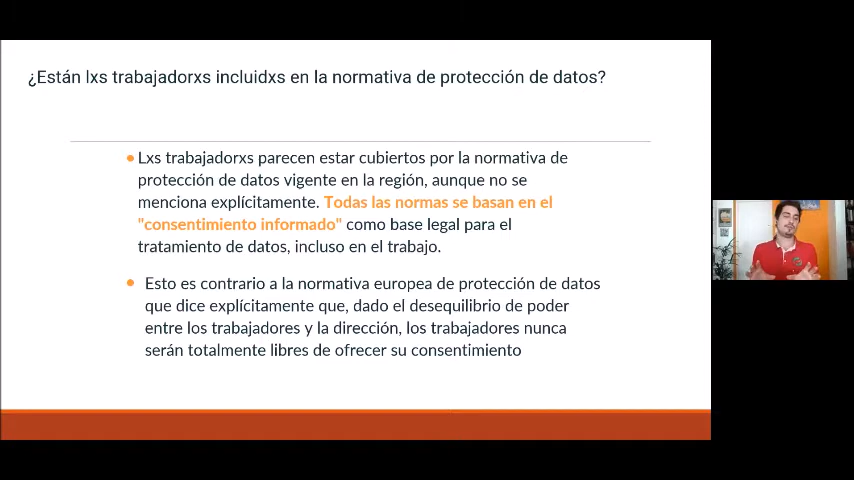 ¿Están lxs trabajadorxs incluidxs en la normativa de protección de datos?
Lxs trabajadorxs parecen estar cubiertos por la normativa de
protección de datos vigente en la región, aunque no se
menciona explícitamente. Todas las normas se basan en el
"consentimiento informado" como base legal para el
tratamiento de datos, incluso en el trabajo.
Esto es contrario a la normativa europea de protección de datos
que dice explícitamente que, dado el desequilibrio de poder
entre los trabajadores y la dirección, los trabajadores nunca
serán totalmente libres de ofrecer su consentimiento